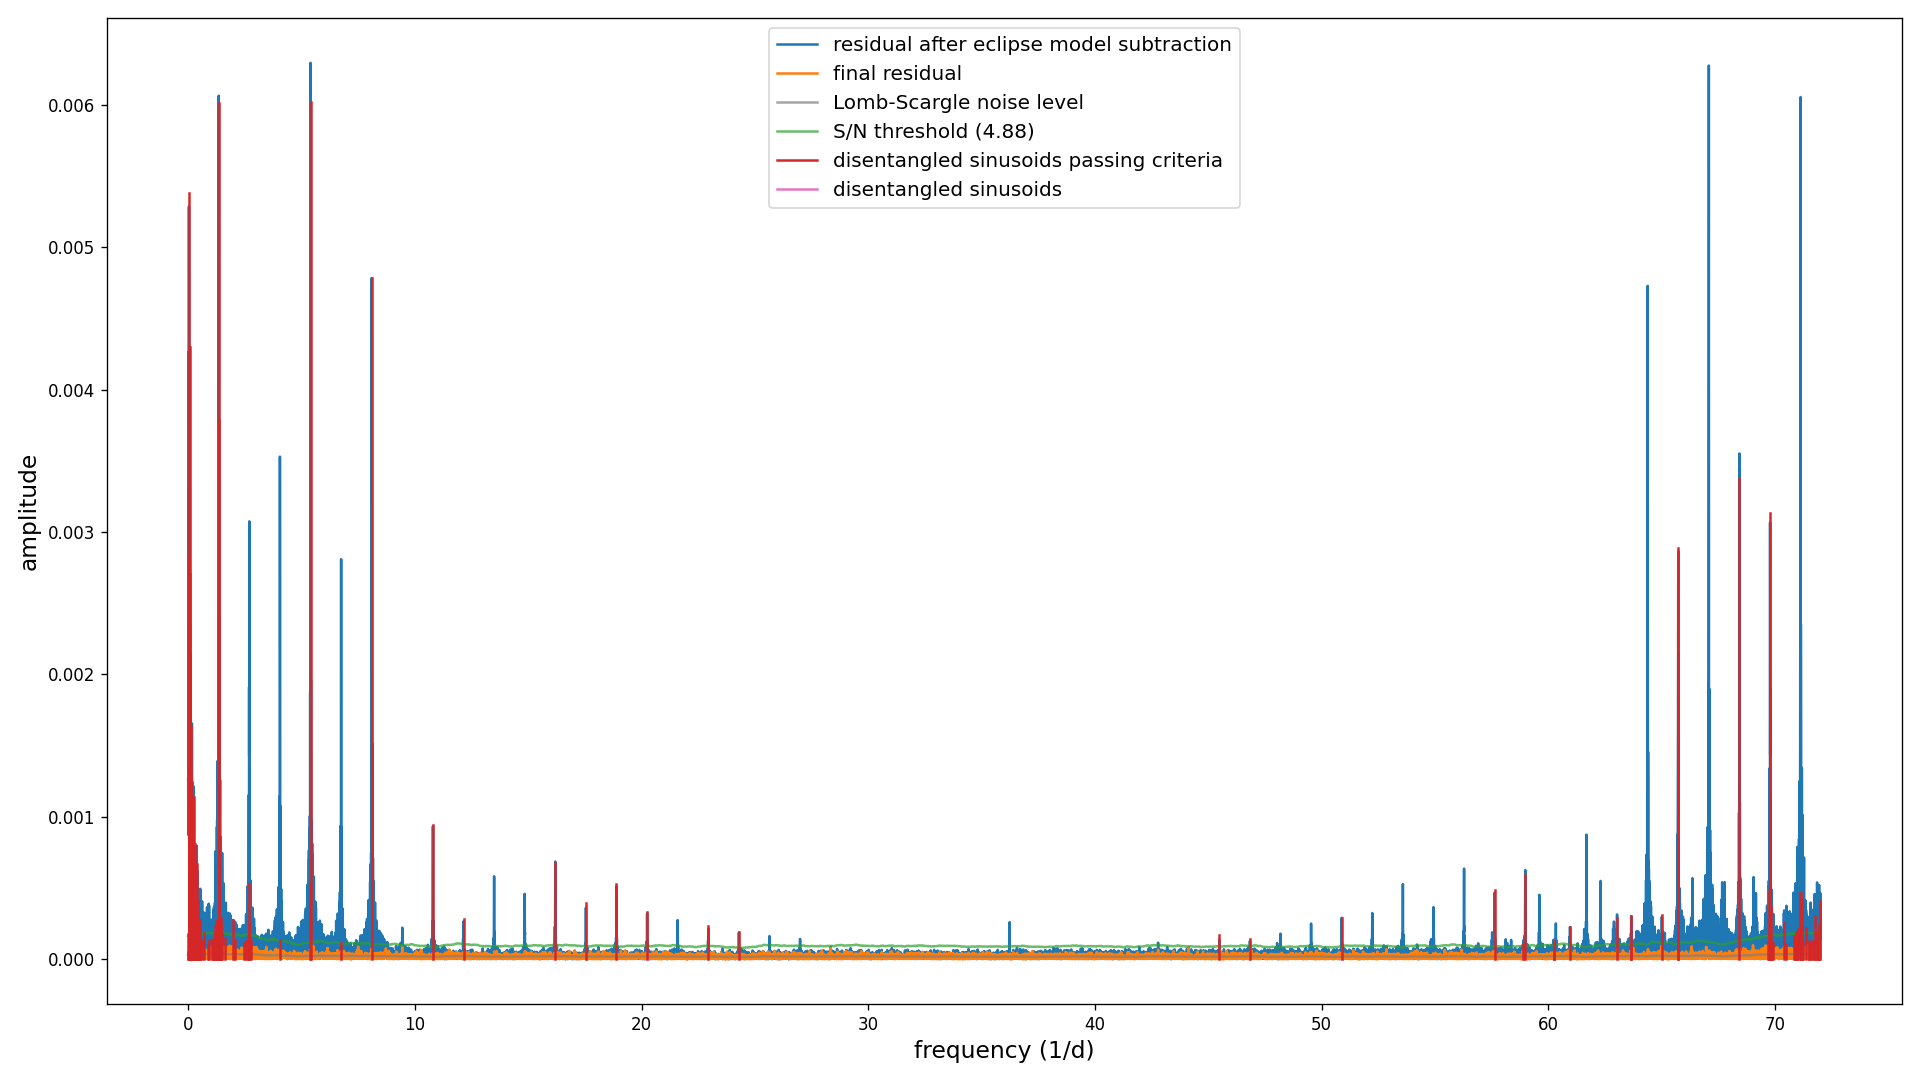 residual after eclipse model subtraction
final residual
Lomb-Scargle noise level
S/N threshold (4.88)
disentangled sinusoids passing criteria
disentangled sinusoids
0.006
0.005
0.004
0.003
0.002
0.001
0.000
amplitude
0 10 20 30 40 50 60 70
frequency (1/d)